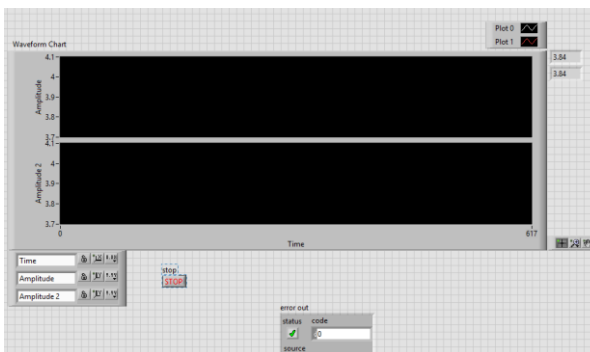 Plot 0
Plot 1
Waveform Chart
3.84
3.84
4.1
4
3.9
3.8
3.7
Amplitude
4.1
4
3.9
3.8
3.7
Amplitude 2
0
617
Time
Time
Amplitude
Amplitude 2
stop
STOP
error out
status code
0
source